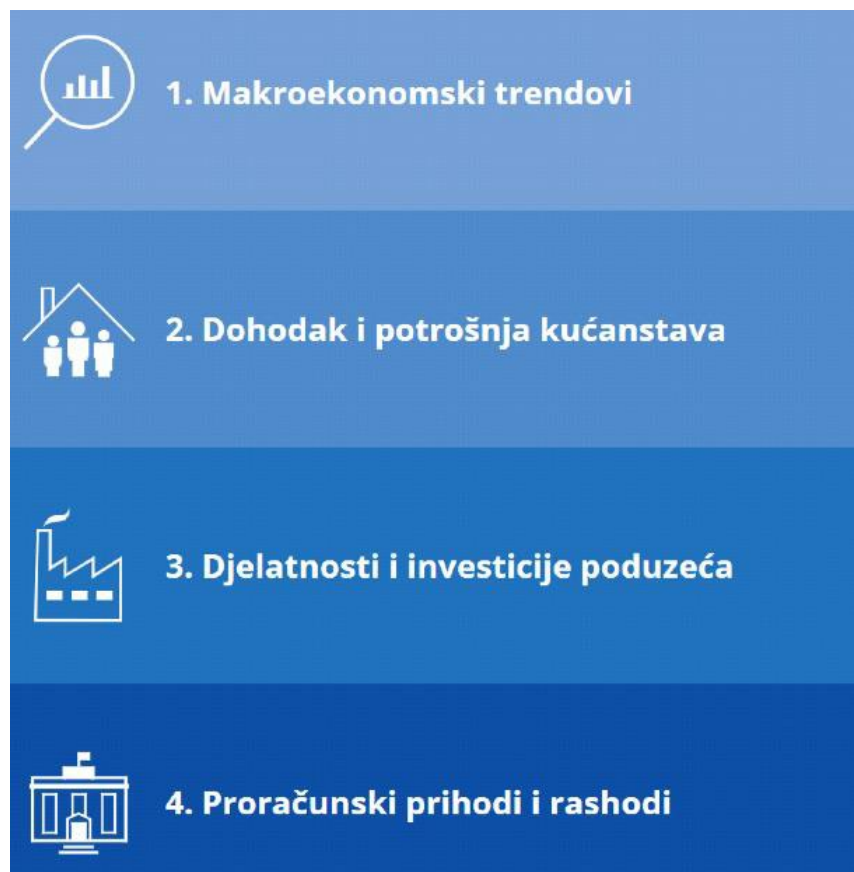 1. Makroekonomski trendovi
2. Dohodak i potrošnja kućanstava
3. Djelatnosti i investicije poduzeća
4. Proračunski prihodi i rashodi